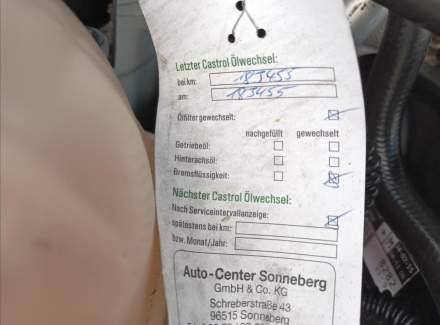 Letzter Castrol Ölwechsel:
bei km: 183455
am: 183455
Ölfilter gewechselt:
nachgefüllt gewechselt
Getriebeöl:
Hinterachsöl:
Bremsflüssigkeit:
Nächster Castrol Ölwechsel:
Nach Serviceintervallanzeige:
spätestens bei km:
bzw. Monat/Jahr:
Auto-Center Sonneberg
GmbH & Co. KG
Schreberstraße 43
96515 Sonneberg